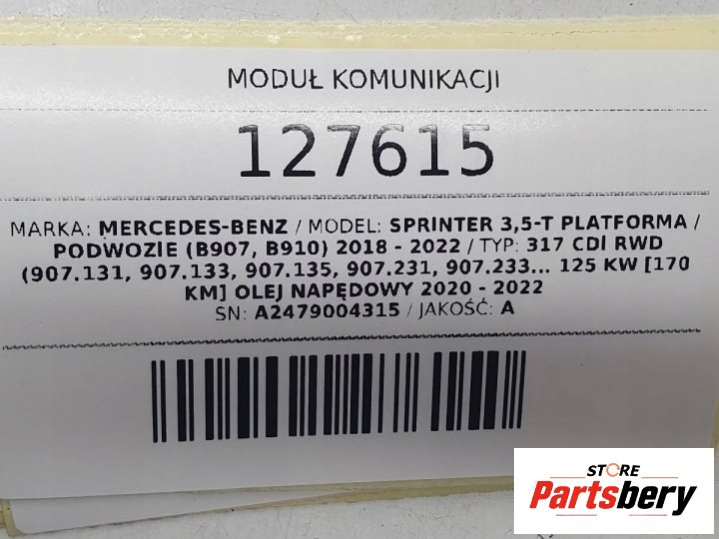 MODUŁ KOMUNIKACJI
127615
MARKA: MERCEDES-BENZ / MODEL: SPRINTER 3,5-T PLATFORMA /
PODWOZIE (B907, B910) 2018 - 2022 / TYP: 317 CDI RWD
(907.131, 907.133, 907.135, 907.231, 907.233... 125 KW [170
KM] OLEJ NAPĘDOWY 2020 - 2022
SN: A2479004315 / JAKOŚĆ: A
STORE
Partsbery